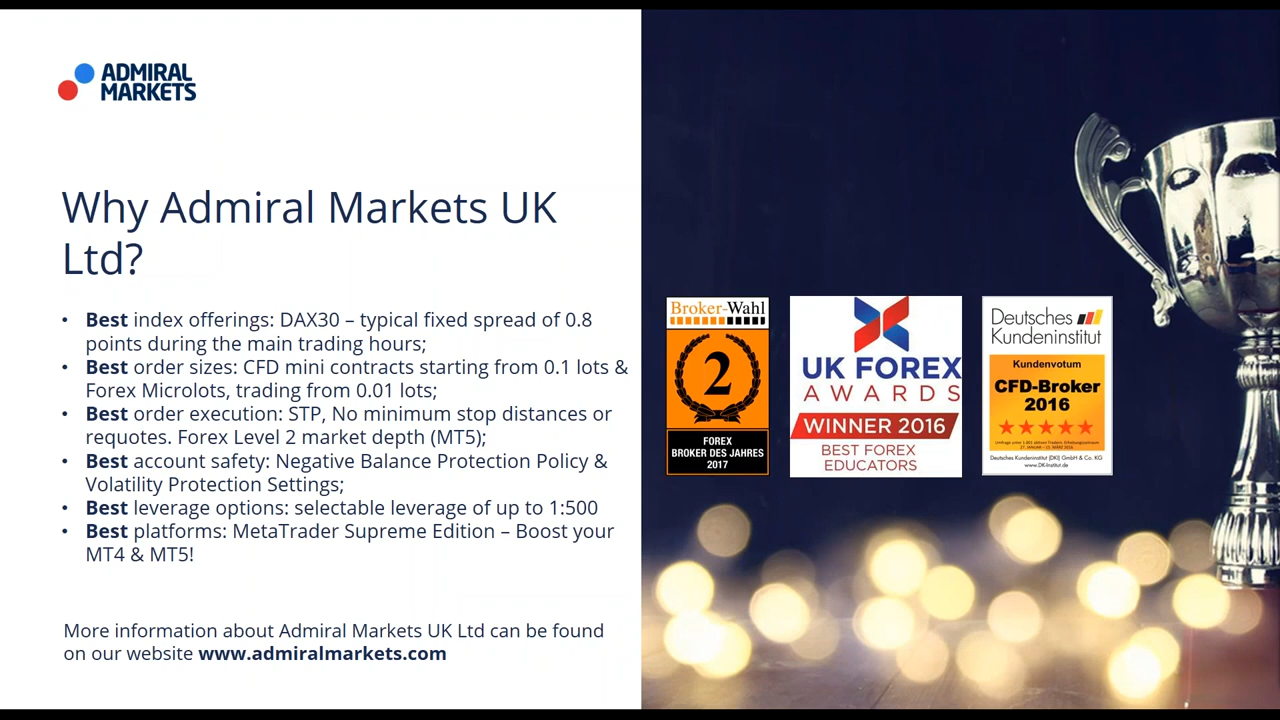 ADMIRAL
MARKETS
Why Admiral Markets UK
Ltd?
• Best index offerings: DAX30 – typical fixed spread of 0.8
points during the main trading hours;
• Best order sizes: CFD mini contracts starting from 0.1 lots &
Forex Microlots, trading from 0.01 lots;
• Best order execution: STP, No minimum stop distances or
requotes. Forex Level 2 market depth (MT5);
• Best account safety: Negative Balance Protection Policy &
Volatility Protection Settings;
• Best leverage options: selectable leverage of up to 1:500
• Best platforms: MetaTrader Supreme Edition – Boost your
MT4 & MT5!
More information about Admiral Markets UK Ltd can be found
on our website www.admiralmarkets.com
Broker-Wahl
2
FOREX
BROKER DES JAHRES
2017
UK FOREX
AWARDS
WINNER 2016
BEST FOREX
EDUCATORS
Deutsches
Kundeninstitut
Kundenvotum
CFD-Broker
2016
Deutsches Kundeninstitut (DKI) GmbH & Co. KG
www.DK-Institut.de